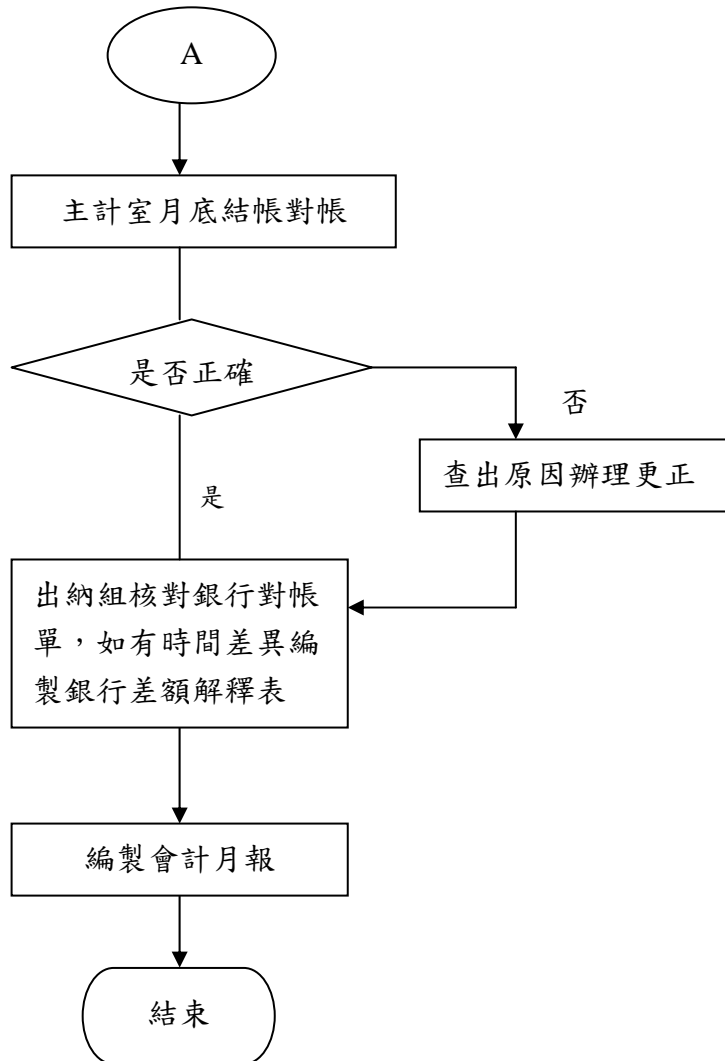 A
主計室月底結帳對帳
是否正確
否
查出原因辦理更正
是
出納組核對銀行對帳
單，如有時間差異編
製銀行差額解釋表
編製會計月報
結束